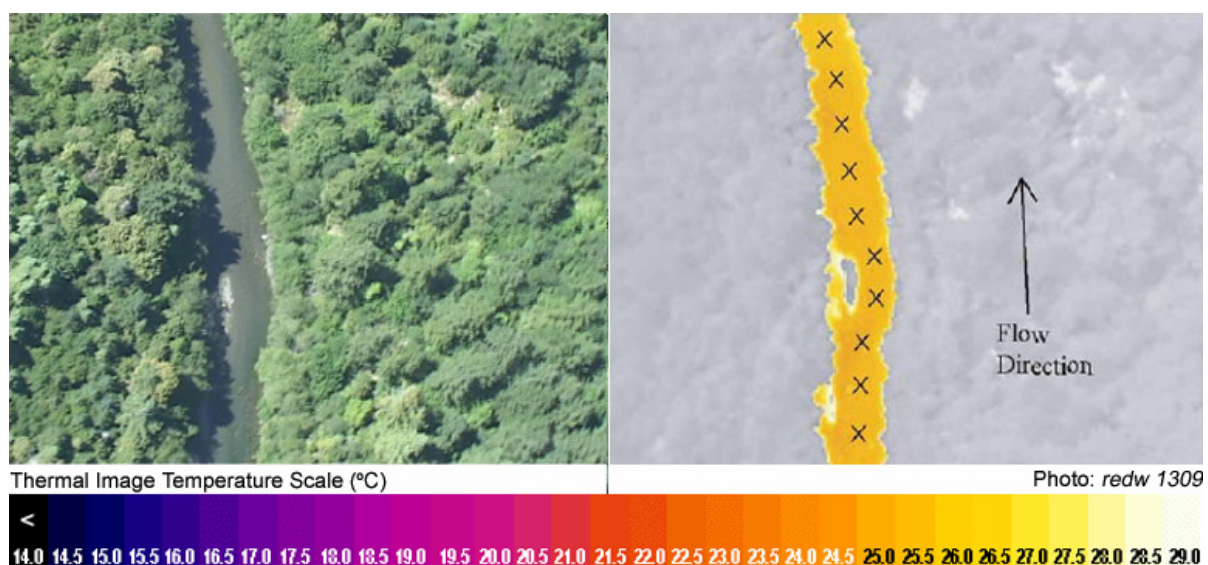 Flow
Direction
Thermal Image Temperature Scale (ºC)
Photo: redw 1309
<
14.0 14.5 15.0 15.5 16.0 16.5 17.0 17.5 18.0 18.5 19.0 19.5 20.0 20.5 21.0 21.5 22.0 22.5 23.0 23.5 24.0 24.5 25.0 25.5 26.0 26.5 27.0 27.5 28.0 28.5 29.0